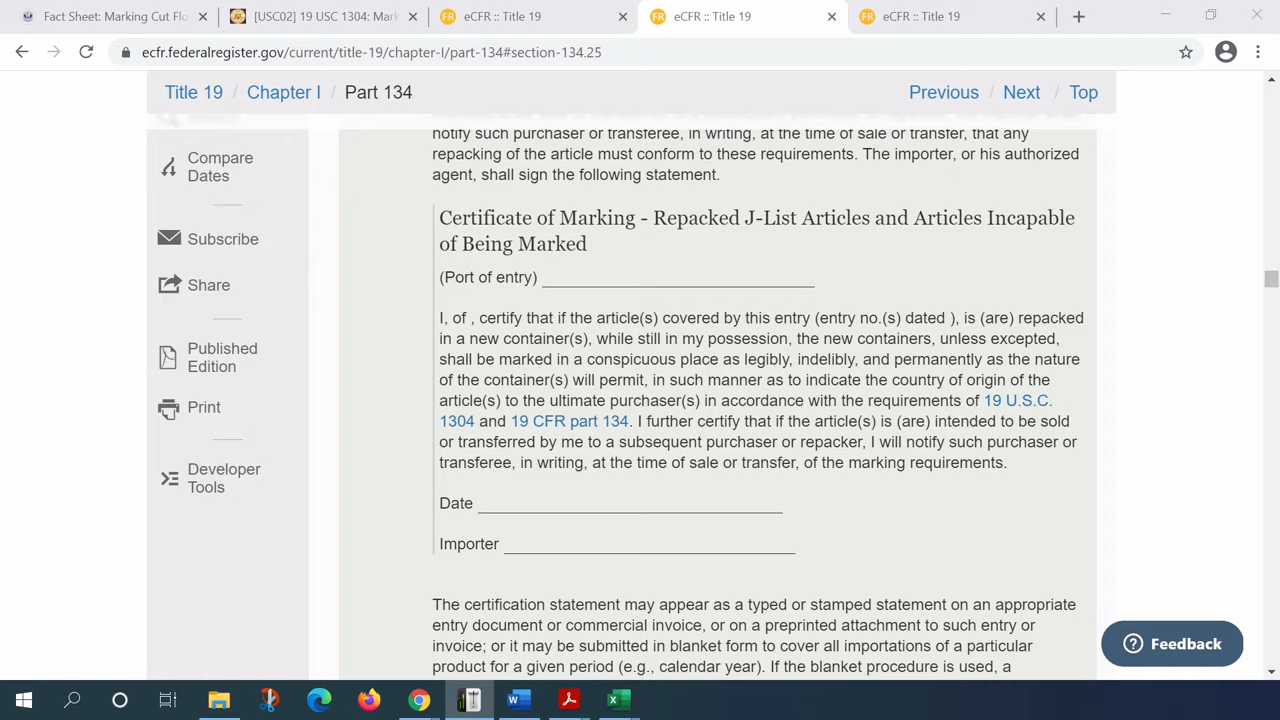 Fact Sheet: Marking Cut Flo
[USC02] 19 USC 1304: Mark
eCFR :: Title 19
eCFR :: Title 19
eCFR :: Title 19
ecfr.federalregister.gov/current/title-19/chapter-I/part-134#section-134.25
Title 19 / Chapter I / Part 134
Previous / Next / Top
Compare
Dates
Subscribe
Share
Published
Edition
Print
Developer
Tools
notify such purchaser or transferee, in writing, at the time of sale or transfer, that any
repacking of the article must conform to these requirements. The importer, or his authorized
agent, shall sign the following statement.
Certificate of Marking - Repacked J-List Articles and Articles Incapable
of Being Marked
(Port of entry)
I, of , certify that if the article(s) covered by this entry (entry no.(s) dated ), is (are) repacked
in a new container(s), while still in my possession, the new containers, unless excepted,
shall be marked in a conspicuous place as legibly, indelibly, and permanently as the nature
of the container(s) will permit, in such manner as to indicate the country of origin of the
article(s) to the ultimate purchaser(s) in accordance with the requirements of 19 U.S.C.
1304 and 19 CFR part 134. I further certify that if the article(s) is (are) intended to be sold
or transferred by me to a subsequent purchaser or repacker, I will notify such purchaser or
transferee, in writing, at the time of sale or transfer, of the marking requirements.
Date
Importer
The certification statement may appear as a typed or stamped statement on an appropriate
entry document or commercial invoice, or on a preprinted attachment to such entry or
invoice; or it may be submitted in blanket form to cover all importations of a particular
product for a given period (e.g., calendar year). If the blanket procedure is used, a
Feedback